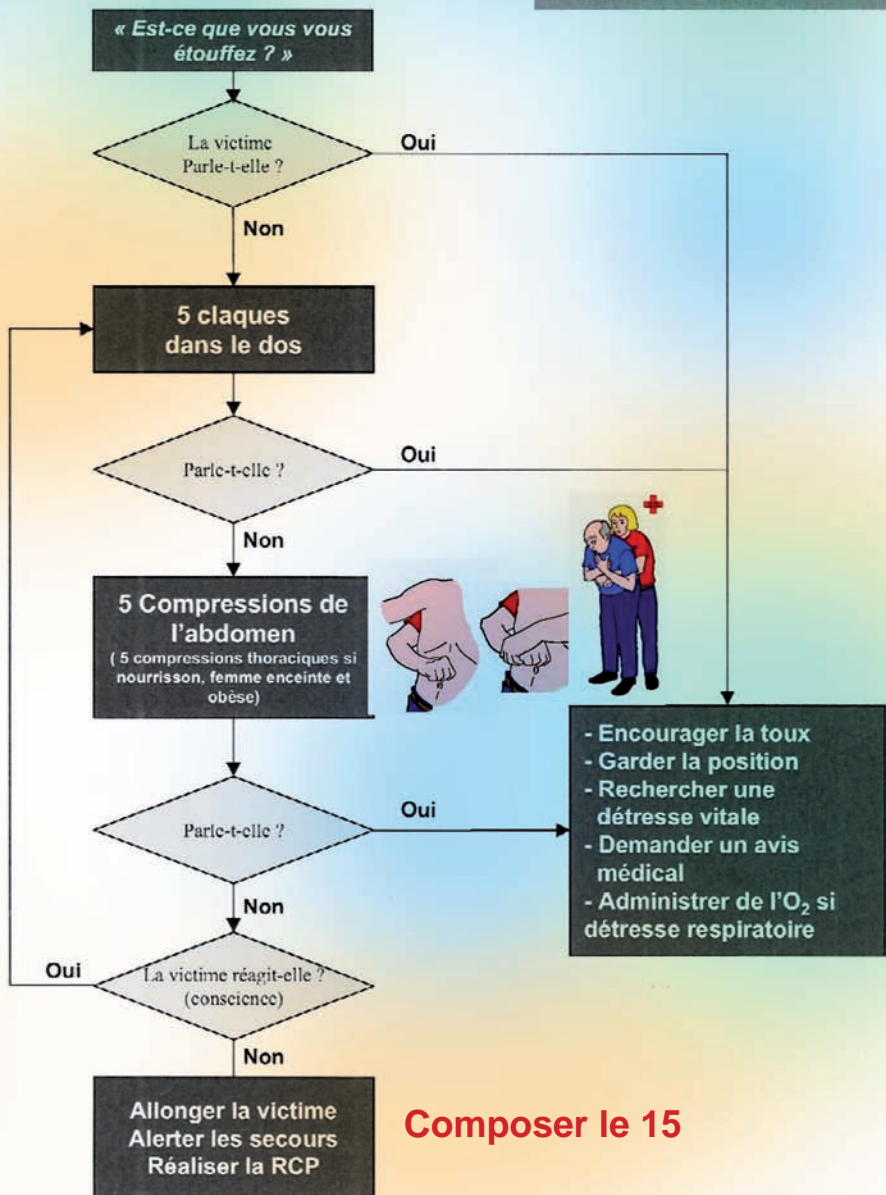 « Est-ce que vous vous
étouffez ? »
La victime
Parle-t-elle ?
Oui
Non
5 claques
dans le dos
Parle-t-elle ?
Oui
Non
5 Compressions de
l'abdomen
( 5 compressions thoraciques si
nourrisson, femme enceinte et
obèse)
- Encourager la toux
- Garder la position
- Rechercher une
détresse vitale
- Demander un avis
médical
- Administrer de l'O₂ si
détresse respiratoire
Parle-t-elle ?
Oui
Non
La victime réagit-elle ?
(conscience)
Oui
Non
Allonger la victime
Alerter les secours
Réaliser la RCP
Composer le 15